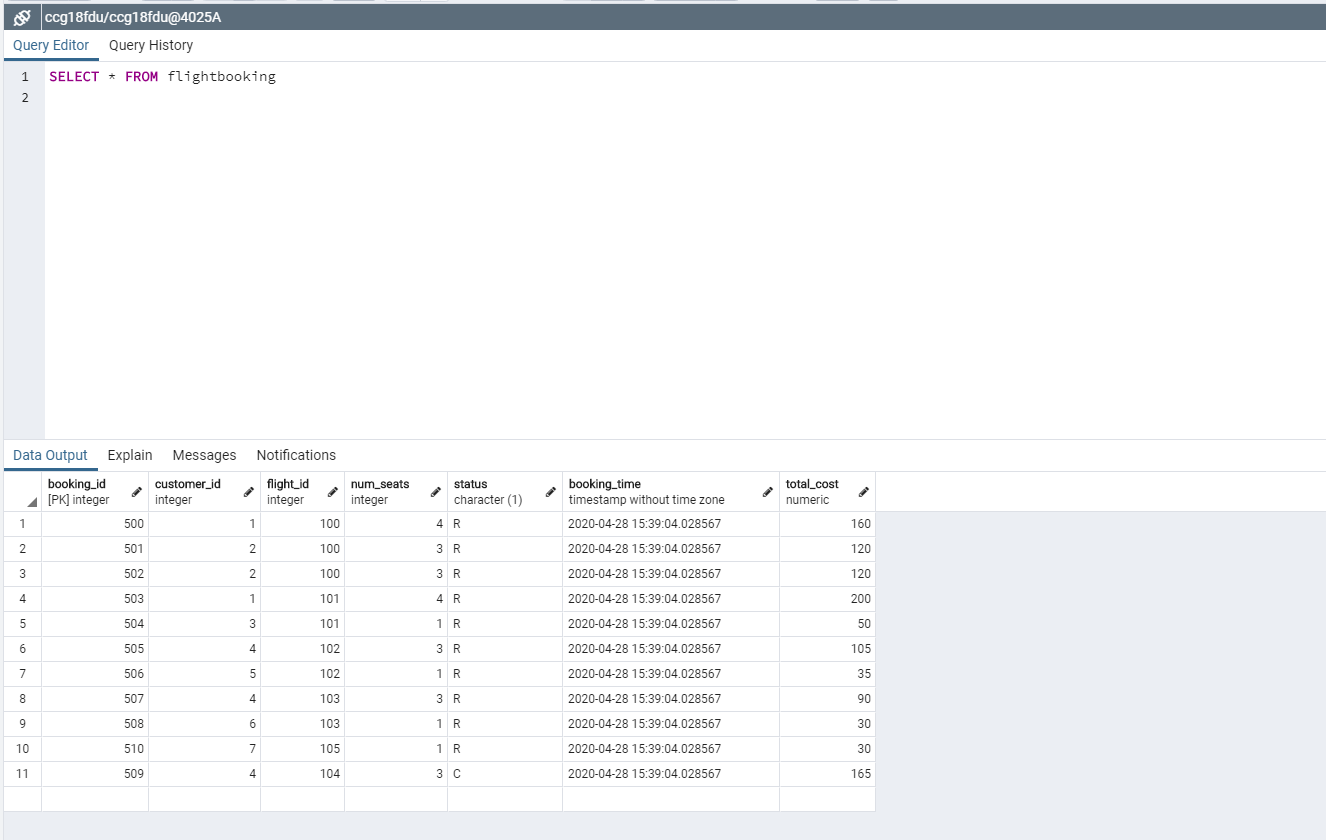 ccg18fdu/ccg18fdu@4025A
Query Editor Query History
1 SELECT * FROM flightbooking
2
Data Output Explain Messages Notifications
booking_id customer_id flight_id num_seats status booking_time total_cost
[PK] integer integer integer integer character (1) timestamp without time zone numeric
1 500 1 100 4 R 2020-04-28 15:39:04.028567 160
2 501 2 100 3 R 2020-04-28 15:39:04.028567 120
3 502 2 100 3 R 2020-04-28 15:39:04.028567 120
4 503 1 101 4 R 2020-04-28 15:39:04.028567 200
5 504 3 101 1 R 2020-04-28 15:39:04.028567 50
6 505 4 102 3 R 2020-04-28 15:39:04.028567 105
7 506 5 102 1 R 2020-04-28 15:39:04.028567 35
8 507 4 103 3 R 2020-04-28 15:39:04.028567 90
9 508 6 103 1 R 2020-04-28 15:39:04.028567 30
10 510 7 105 1 R 2020-04-28 15:39:04.028567 30
11 509 4 104 3 C 2020-04-28 15:39:04.028567 165